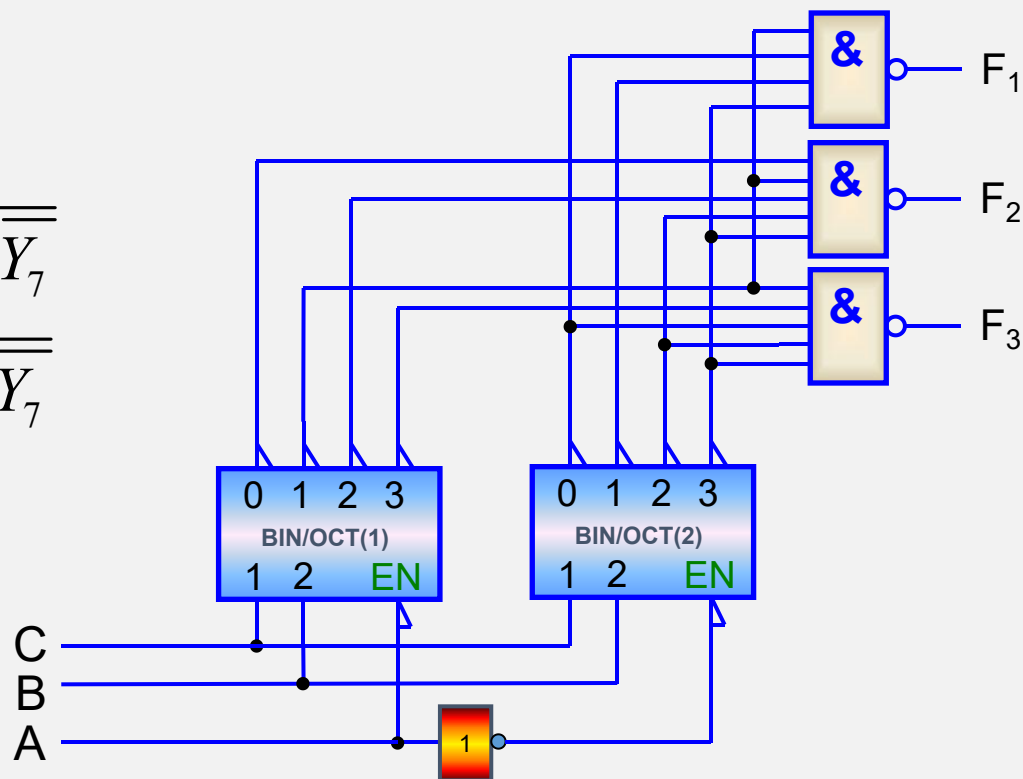 &
F₁
&
F₂
Y₇
&
F₃
Y₇
0 1 2 3
BIN/OCT(1)
1 2 EN
0 1 2 3
BIN/OCT(2)
1 2 EN
C
B
A
1